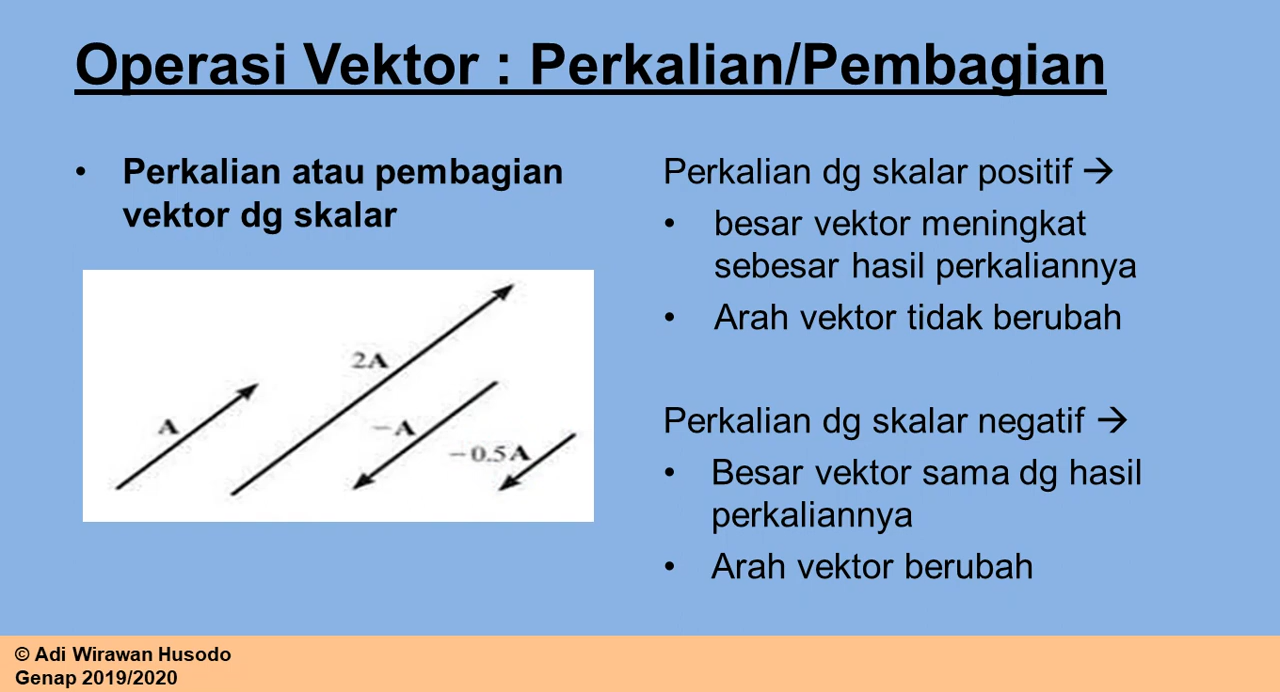 Operasi Vektor : Perkalian/Pembagian
• Perkalian atau pembagian
vektor dg skalar
A
2A
−A
−0.5A
Perkalian dg skalar positif →
• besar vektor meningkat
sebesar hasil perkaliannya
• Arah vektor tidak berubah
Perkalian dg skalar negatif →
• Besar vektor sama dg hasil
perkaliannya
• Arah vektor berubah
© Adi Wirawan Husodo
Genap 2019/2020